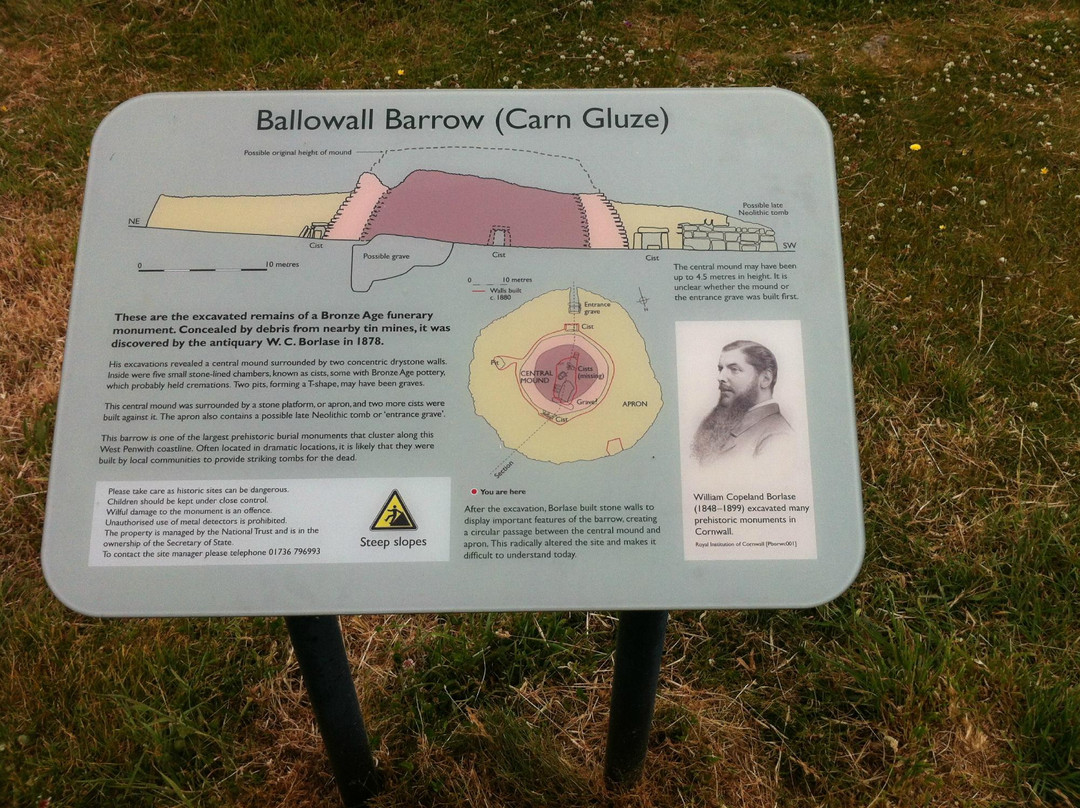 Ballowall Barrow (Carn Gluze)
Possible original height of mound
NE
Cist
Possible grave
Cist
Cist
Possible late
Neolithic tomb
SW
0 10 metres
The central mound may have been
up to 4.5 metres in height. It is
unclear whether the mound or
the entrance grave was built first.
These are the excavated remains of a Bronze Age funerary
monument. Concealed by debris from nearby tin mines, it was
discovered by the antiquary W. C. Borlase in 1878.
His excavations revealed a central mound surrounded by two concentric drystone walls.
Inside were five small stone-lined chambers, known as cists, some with Bronze Age pottery,
which probably held cremations. Two pits, forming a T-shape, may have been graves.
This central mound was surrounded by a stone platform, or apron, and two more cists were
built against it. The apron also contains a possible late Neolithic tomb or 'entrance grave'.
This barrow is one of the largest prehistoric burial monuments that cluster along this
West Penwith coastline. Often located in dramatic locations, it is likely that they were
built by local communities to provide striking tombs for the dead.
Please take care as historic sites can be dangerous.
Children should be kept under close control.
Wilful damage to the monument is an offence.
Unauthorised use of metal detectors is prohibited.
The property is managed by the National Trust and is in the
ownership of the Secretary of State.
To contact the site manager please telephone 01736 796993
Steep slopes
0 10 metres
Walls built
c. 1880
Entrance
grave
Cist
Pit
CENTRAL
MOUND
Cists
(missing)
Grave?
Cist
APRON
Section
You are here
After the excavation, Borlase built stone walls to
display important features of the barrow, creating
a circular passage between the central mound and
apron. This radically altered the site and makes it
difficult to understand today.
William Copeland Borlase
(1848–1899) excavated many
prehistoric monuments in
Cornwall.
Royal Institution of Cornwall [Phorwc001]